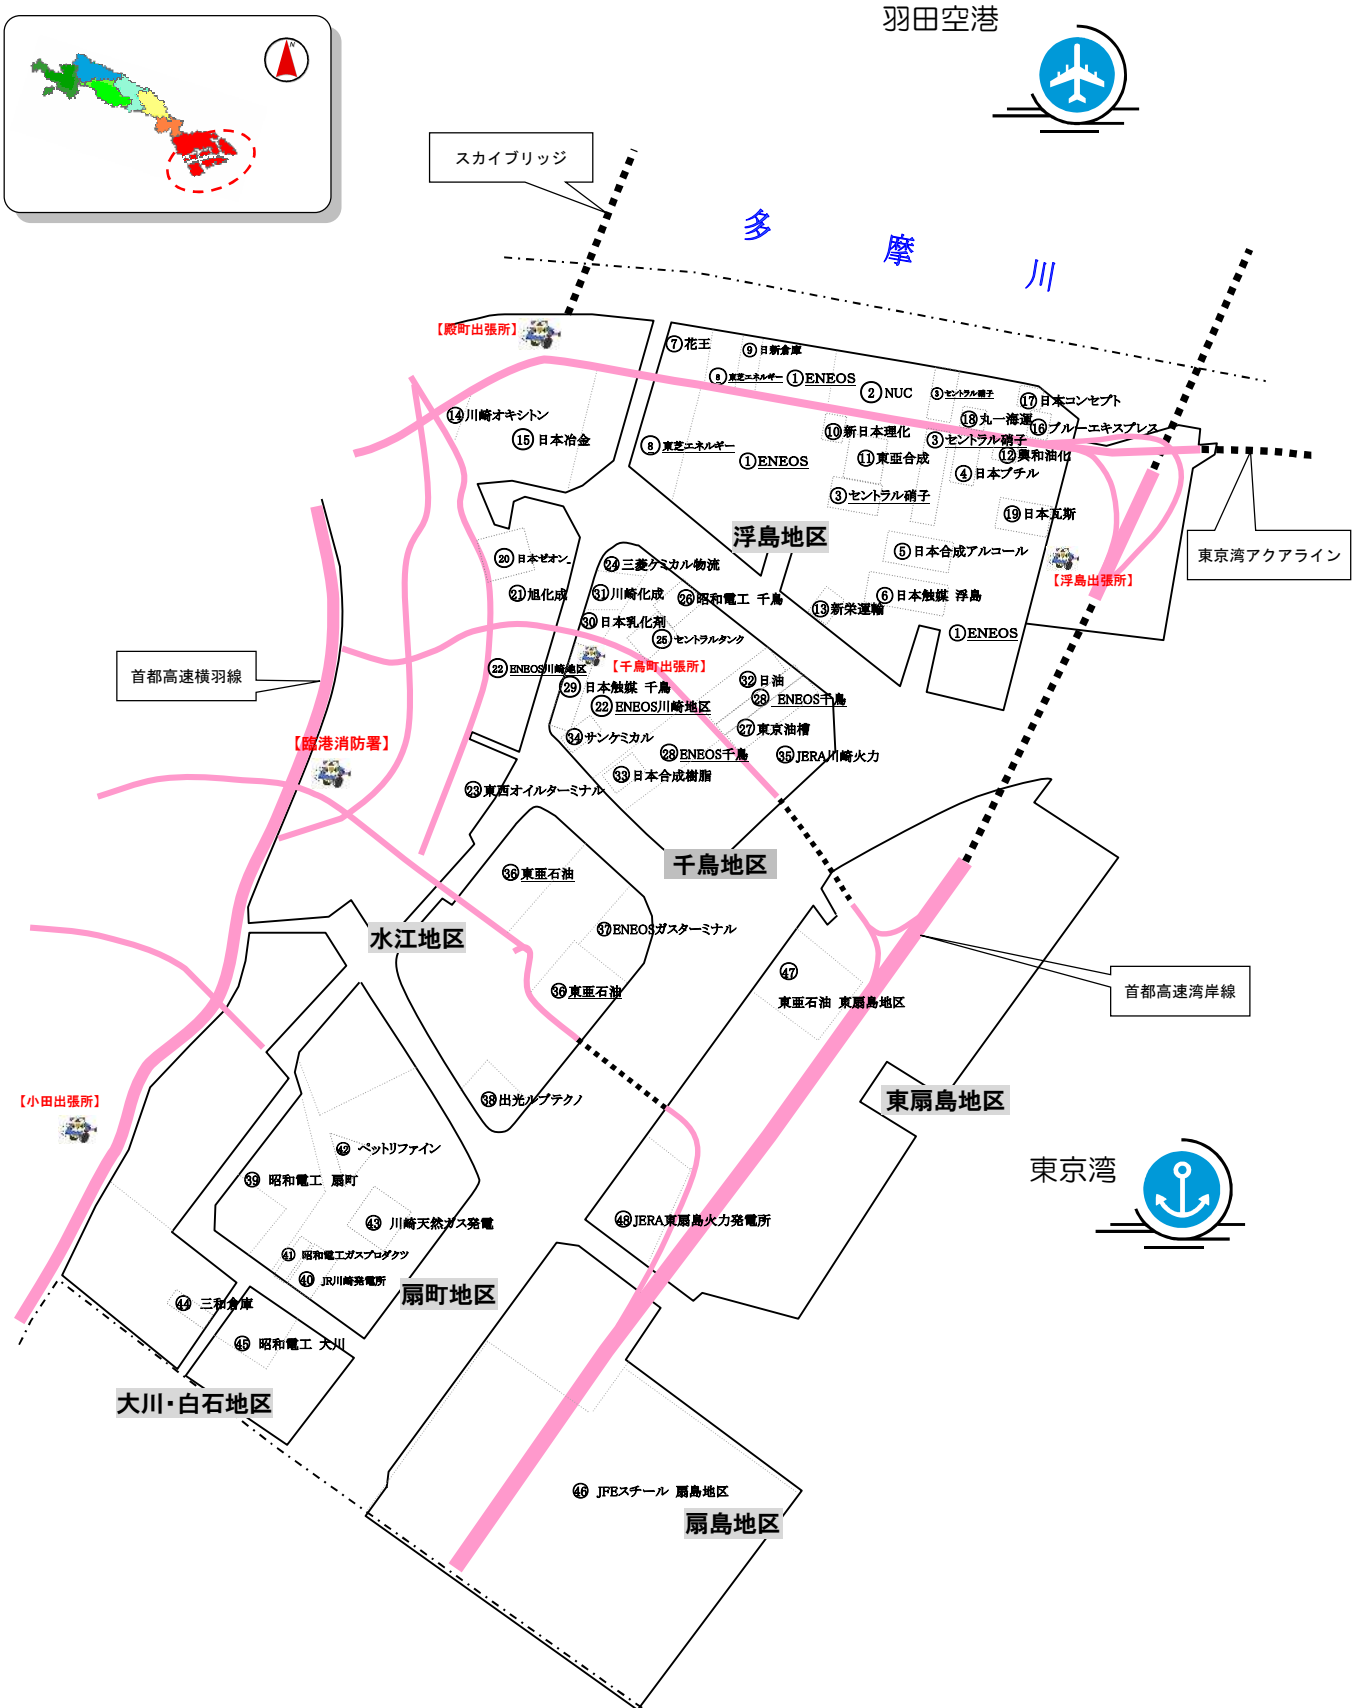 羽田空港
N
スカイブリッジ
多摩川
【殿町出張所】
⑦花王
⑨日新倉庫
⑧東芝エネルギー
①ENEOS
②NUC
③セントラル硝子
⑰日本コンセプト
⑭川崎オキシトン
⑮日本冶金
⑱丸一海運
⑯ブルーエキスプレス
⑩新日本理化
③セントラル硝子
⑧東芝エネルギー
①ENEOS
⑪東亜合成
⑫奥和油化
④日本ブチル
③セントラル硝子
⑲日本瓦斯
浮島地区
⑤日本合成アルコール
東京湾アクアライン
⑳日本ゼオン
㉔三菱ケミカル物流
【浮島出張所】
㉑旭化成
㉛川崎化成
㉖昭和電工 千鳥
⑥日本触媒 浮島
⑬新栄運輸
㉚日本乳化剤
㉕セントラルタンク
①ENEOS
㉒ENEOS川崎地区
【千鳥町出張所】
首都高速横羽線
㉙日本触媒 千鳥
㉜日油
㉘ ENEOS千鳥
㉒ENEOS川崎地区
㉗東京油槽
㉞サンケミカル
【臨港消防署】
㉘ENEOS千鳥
㉟JERA川崎火力
㉝日本合成樹脂
㉓東西オイルターミナル
千鳥地区
㊱東亜石油
㊲ENEOSガスターミナル
水江地区
㊼
東亜石油 東扇島地区
㊱東亜石油
首都高速湾岸線
㊳出光ルブテクノ
東扇島地区
【小田出張所】
㊷ ペットリファイン
東京湾
㊴ 昭和電工 扇町
㊸ 川崎天然ガス発電
㊽JERA東扇島火力発電所
㊶ 昭和電工ガスプロダクツ
㊵ JR川崎発電所
扇町地区
㊹ 三和倉庫
㊺ 昭和電工 大川
大川・白石地区
㊻ JFEスチール 扇島地区
扇島地区